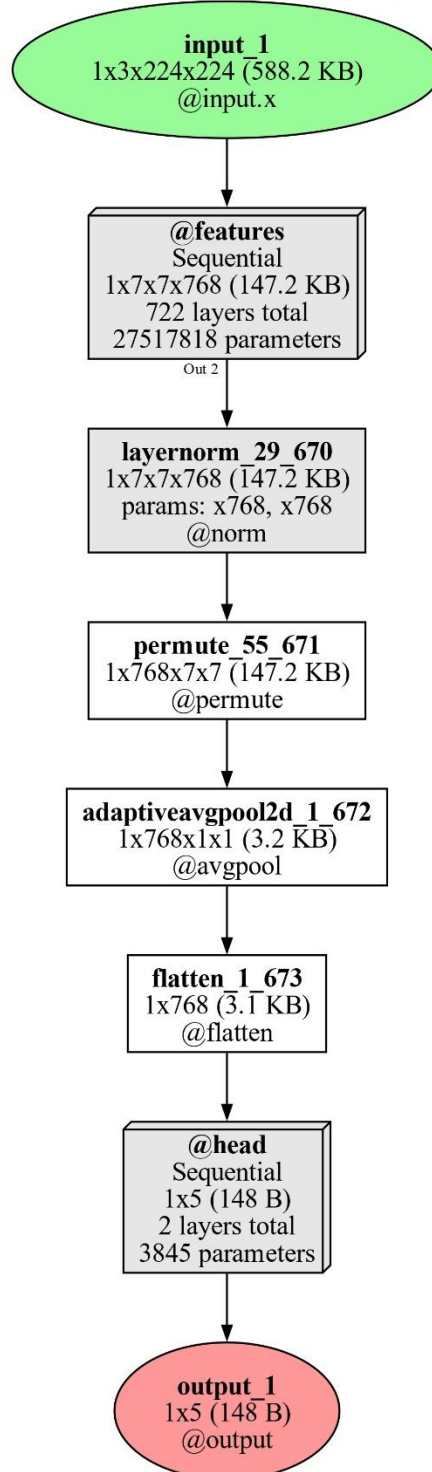 input_1
1x3x224x224 (588.2 KB)
@input.x
@features
Sequential
1x7x7x768 (147.2 KB)
722 layers total
27517818 parameters
Out 2
layernorm_29_670
1x7x7x768 (147.2 KB)
params: x768, x768
@norm
permute_55_671
1x768x7x7 (147.2 KB)
@permute
adaptiveavgpool2d_1_672
1x768x1x1 (3.2 KB)
@avgpool
flatten_1_673
1x768 (3.1 KB)
@flatten
@head
Sequential
1x5 (148 B)
2 layers total
3845 parameters
output_1
1x5 (148 B)
@output